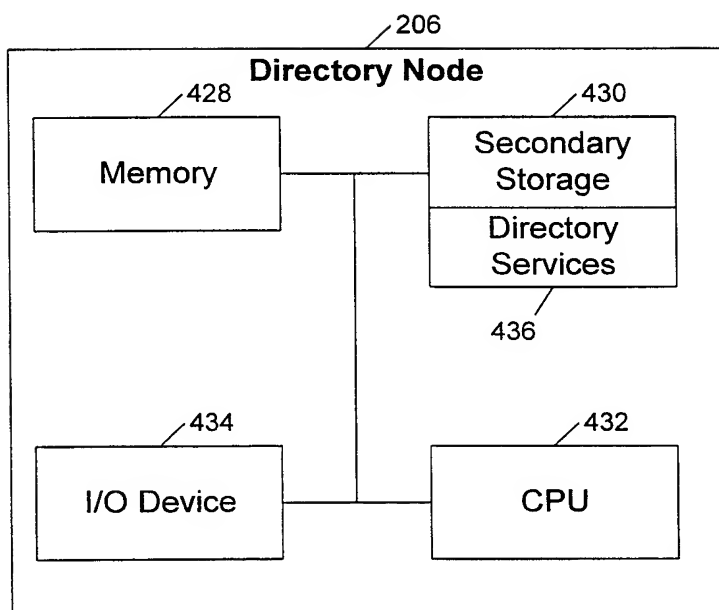 206
Directory Node
428
430
Memory
Secondary
Storage
Directory
Services
436
434
432
I/O Device
CPU